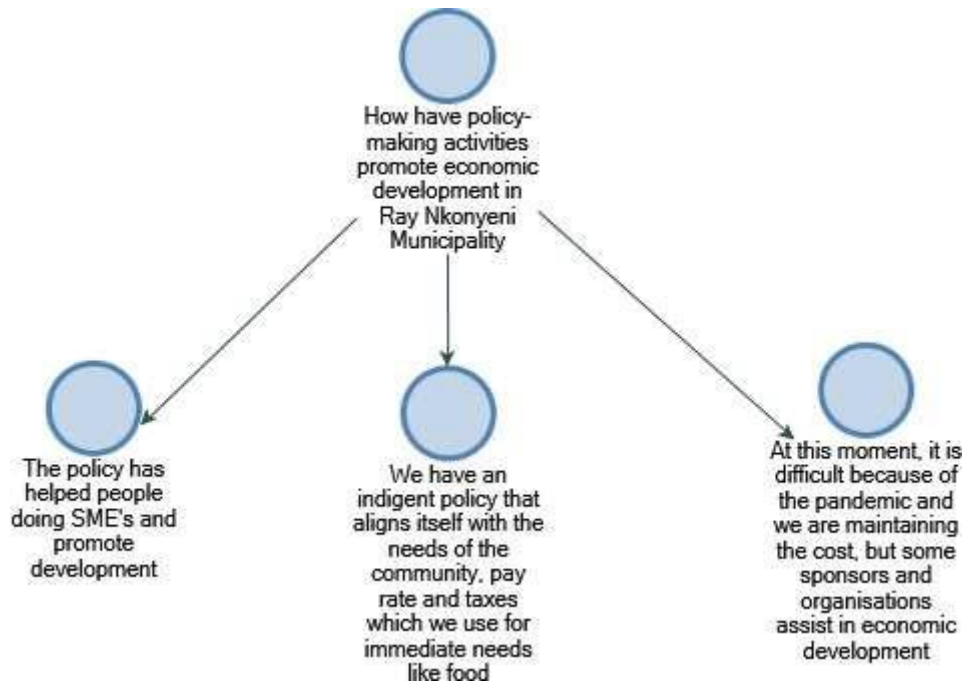 How have policy-
making activities
promote economic
development in
Ray Nkonyeni
Municipality
The policy has
helped people
doing SME's and
promote
development
We have an
indigent policy that
aligns itself with the
needs of the
community, pay
rate and taxes
which we use for
immediate needs
like food
At this moment, it is
difficult because of
the pandemic and
we are maintaining
the cost, but some
sponsors and
organisations
assist in economic
development